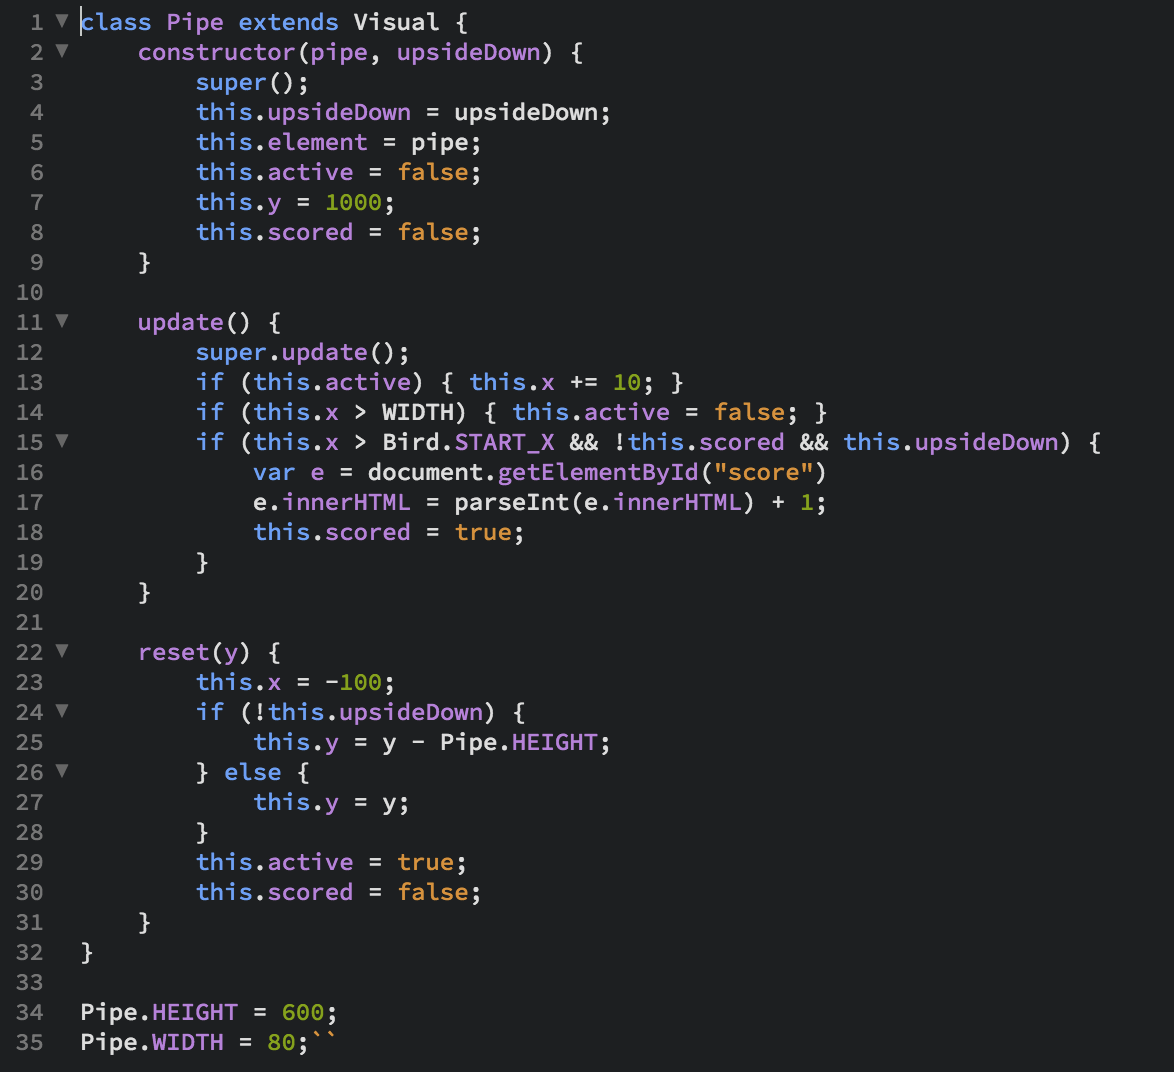 1 ▼ class Pipe extends Visual {
2 ▼     constructor(pipe, upsideDown) {
3         super();
4         this.upsideDown = upsideDown;
5         this.element = pipe;
6         this.active = false;
7         this.y = 1000;
8         this.scored = false;
9     }
10
11 ▼     update() {
12         super.update();
13         if (this.active) { this.x += 10; }
14         if (this.x > WIDTH) { this.active = false; }
15 ▼         if (this.x > Bird.START_X && !this.scored && this.upsideDown) {
16             var e = document.getElementById("score")
17             e.innerHTML = parseInt(e.innerHTML) + 1;
18             this.scored = true;
19         }
20     }
21
22 ▼     reset(y) {
23         this.x = -100;
24 ▼         if (!this.upsideDown) {
25             this.y = y - Pipe.HEIGHT;
26 ▼         } else {
27             this.y = y;
28         }
29         this.active = true;
30         this.scored = false;
31     }
32 }
33
34 Pipe.HEIGHT = 600;
35 Pipe.WIDTH = 80;``